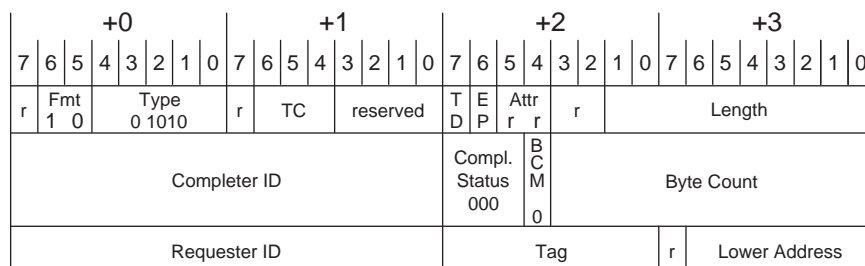 +0 +1 +2 +3
7 6 5 4 3 2 1 0 7 6 5 4 3 2 1 0 7 6 5 4 3 2 1 0 7 6 5 4 3 2 1 0
r Fmt 1 0 Type 0 1010 r TC reserved T D E P Attr r r r Length
Completer ID Compl. Status 000 B C M 0 Byte Count
Requester ID Tag r Lower Address